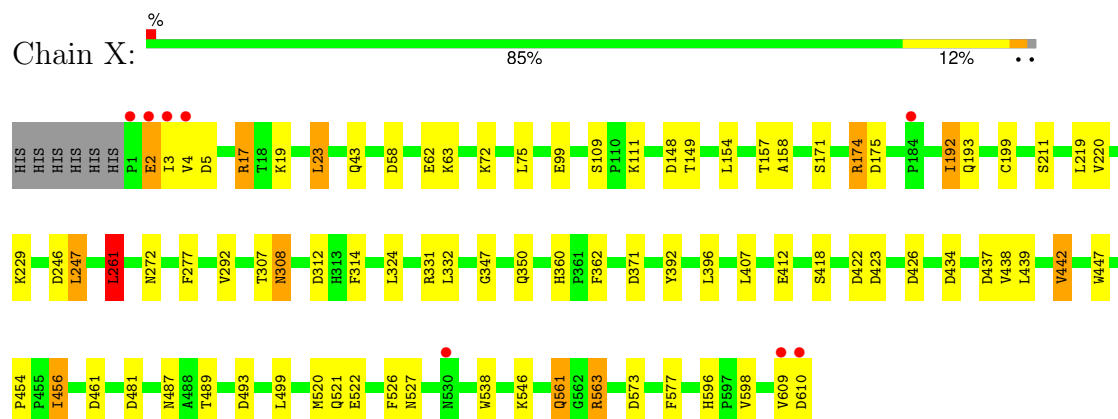 %
Chain X:
85% 12% • •
HIS HIS HIS HIS HIS HIS P1 E2 I3 V4 D5 R17 T18 K19 L23 Q43 D58 E62 K63 K72 L75 E99 S109 P110 K111 D148 T149 L154 T157 A158 S171 R174 D175 P184 I192 Q193 C199 S211 L219 V220
K229 D246 L247 L261 N272 F277 V292 T307 N308 D312 H313 F314 L324 R331 L332 G347 Q350 H360 P361 F362 D371 Y392 L396 L407 E412 S418 D422 D423 D426 D434 D437 V438 L439 V442 W447
P454 P455 I456 D461 D481 N487 A488 T489 D493 L499 M520 Q521 E522 F526 N527 N530 W538 K546 Q561 G562 R563 D573 F577 H596 P597 V598 V609 D610